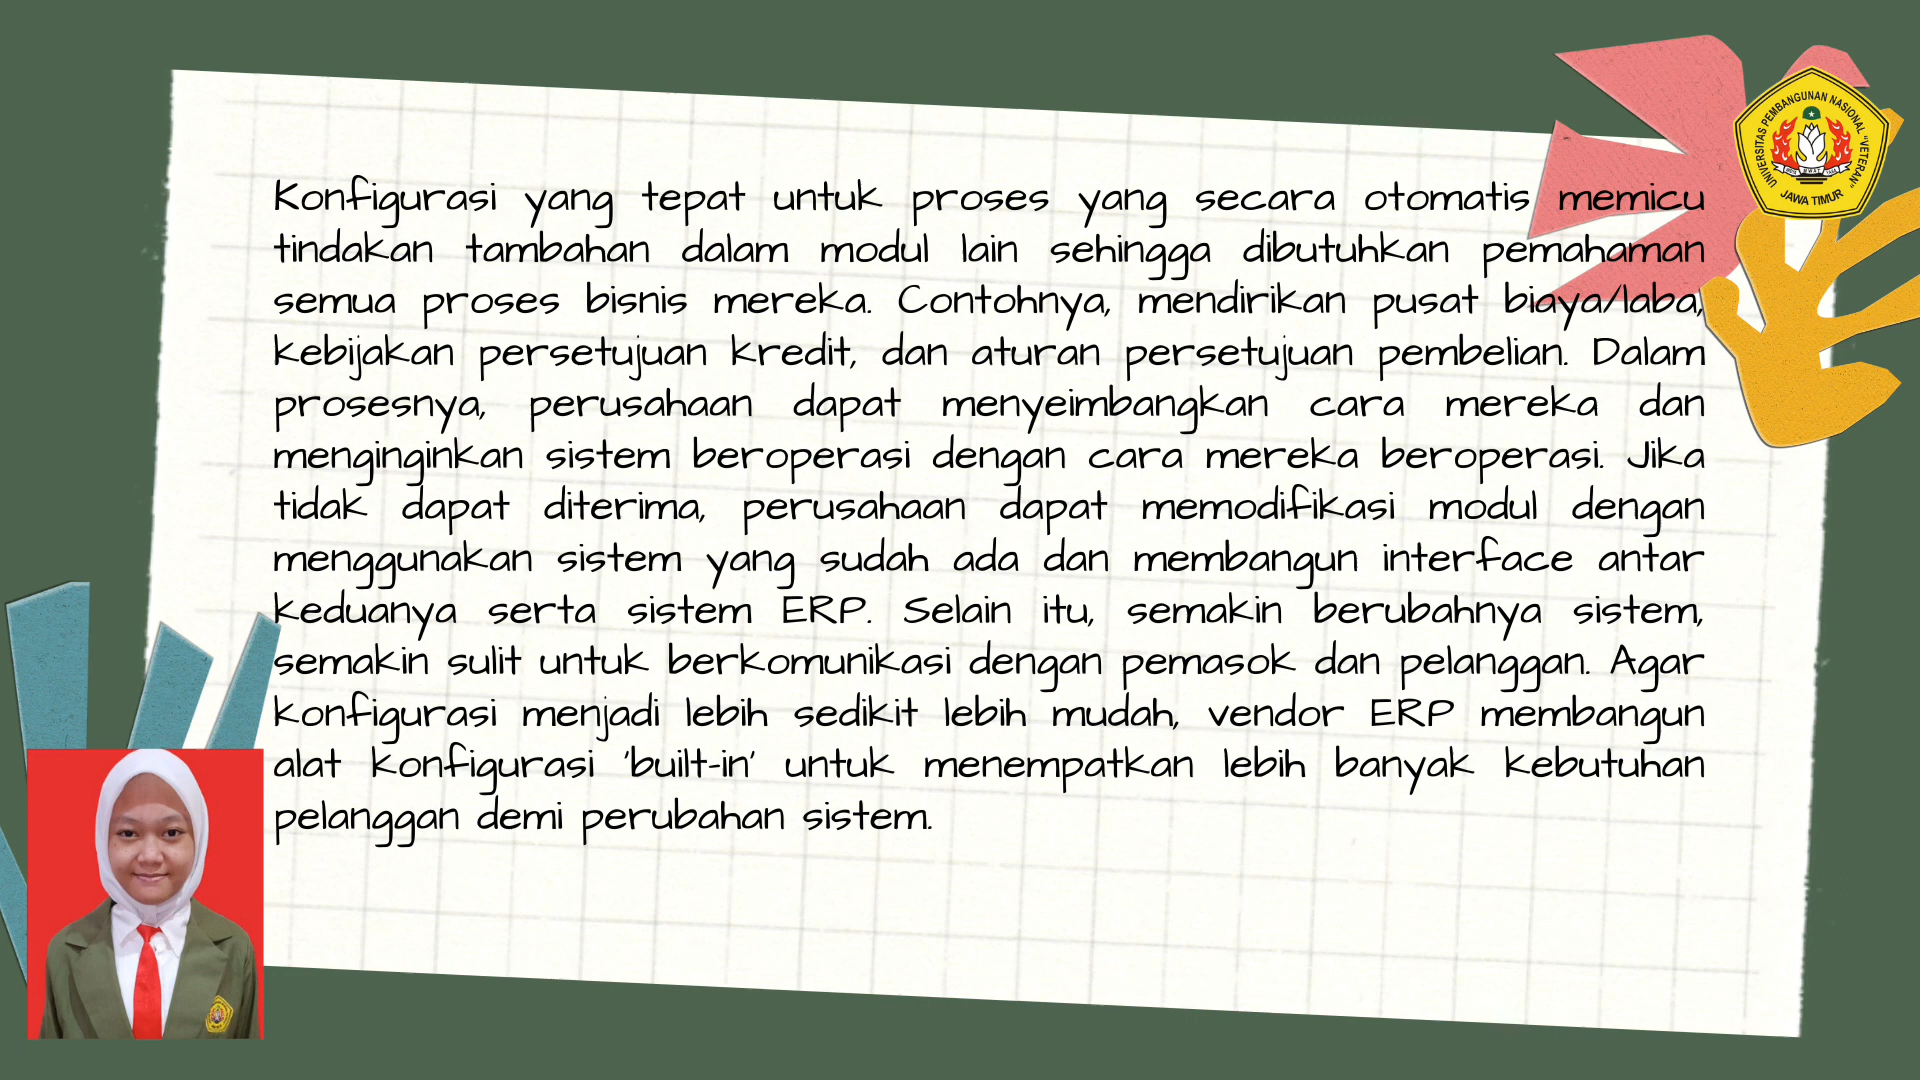 Konfigurasi yang tepat untuk proses yang secara otomatis memicu
tindakan tambahan dalam modul lain sehingga dibutuhkan pemahaman
semua proses bisnis mereka. Contohnya, mendirikan pusat biaya/laba,
kebijakan persetujuan kredit, dan aturan persetujuan pembelian. Dalam
prosesnya, perusahaan dapat menyeimbangkan cara mereka dan
menginginkan sistem beroperasi dengan cara mereka beroperasi. Jika
tidak dapat diterima, perusahaan dapat memodifikasi modul dengan
menggunakan sistem yang sudah ada dan membangun interface antar
keduanya serta sistem ERP. Selain itu, semakin berubahnya sistem,
semakin sulit untuk berkomunikasi dengan pemasok dan pelanggan. Agar
konfigurasi menjadi lebih sedikit lebih mudah, vendor ERP membangun
alat konfigurasi 'built-in' untuk menempatkan lebih banyak kebutuhan
pelanggan demi perubahan sistem.
UNIVERSITAS PEMBANGUNAN NASIONAL "VETERAN"
JAWA TIMUR